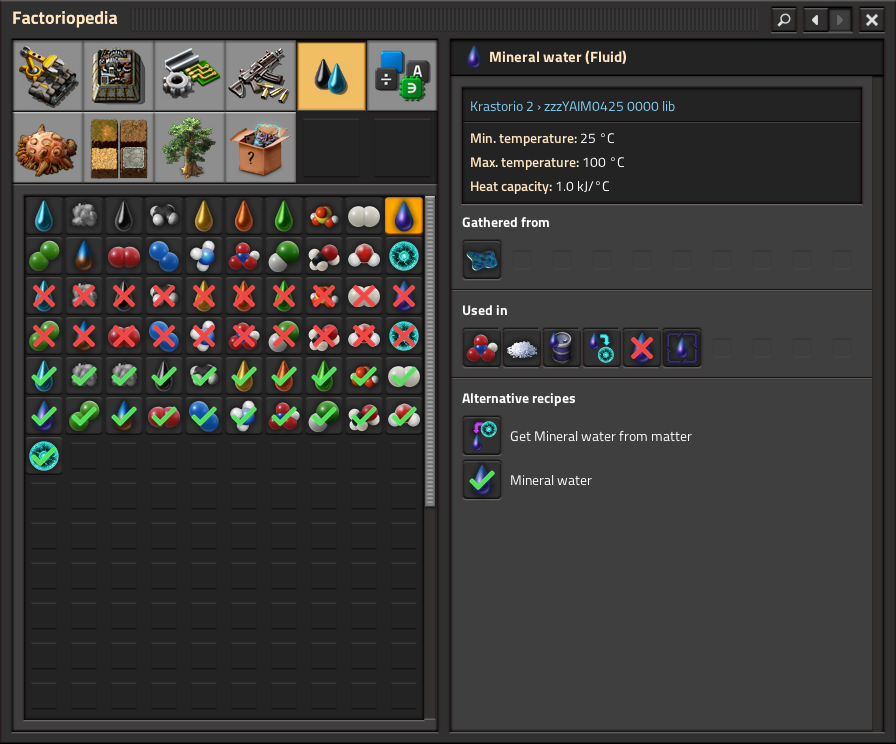 Factoriopedia
Mineral water (Fluid)
Krastorio 2 › zzzYAIM0425 0000 lib
Min. temperature: 25 °C
Max. temperature: 100 °C
Heat capacity: 1.0 kJ/°C
Gathered from
Used in
Alternative recipes
Get Mineral water from matter
Mineral water